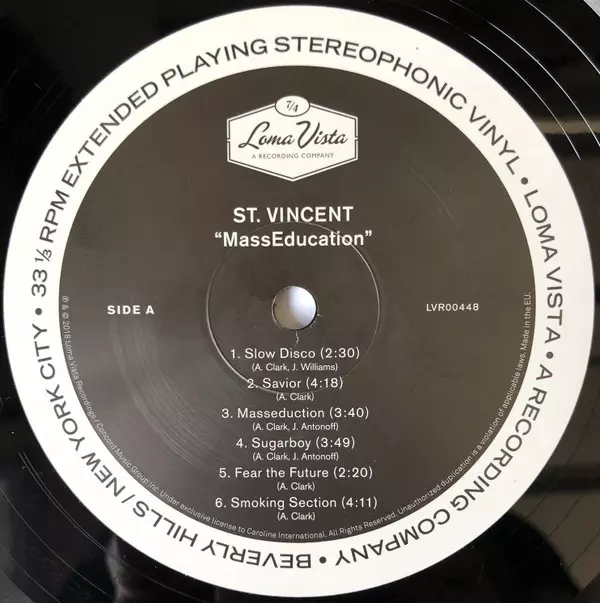 33 1/3 RPM EXTENDED PLAYING STEREOPHONIC VINYL • LOMA VISTA • A RECORDING COMPANY • BEVERLY HILLS / NEW YORK CITY •
7/4
Loma Vista
A RECORDING COMPANY
ST. VINCENT
“MassEducation”
SIDE A
LVR00448
1. Slow Disco (2:30)
(A. Clark, J. Williams)
2. Savior (4:18)
(A. Clark)
3. Masseduction (3:40)
(A. Clark, J. Antonoff)
4. Sugarboy (3:49)
(A. Clark, J. Antonoff)
5. Fear the Future (2:20)
(A. Clark)
6. Smoking Section (4:11)
(A. Clark)
℗ & © 2018 Loma Vista Recordings / Concord Music Group Inc. Under exclusive license to Caroline International. All Rights Reserved. Unauthorized duplication is a violation of applicable laws. Made in the EU.